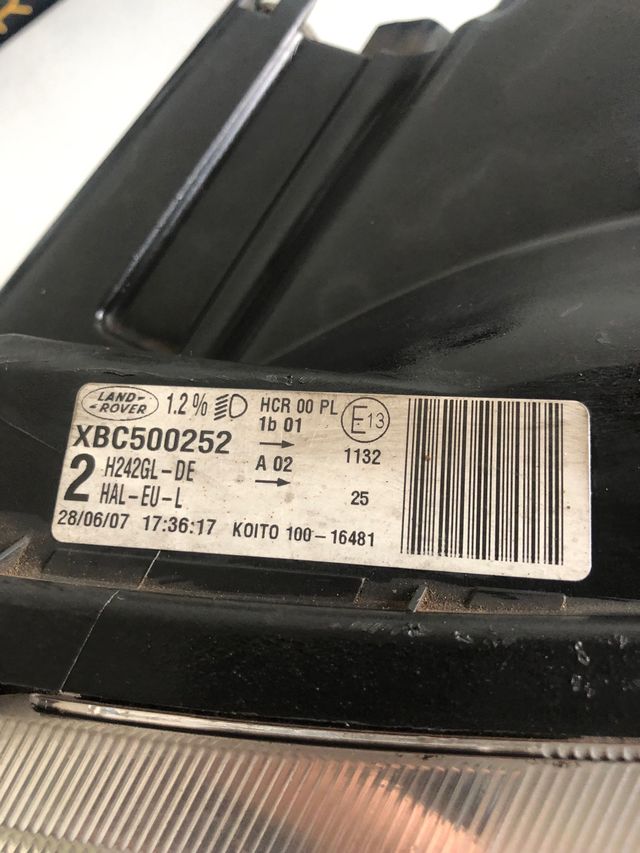 LAND-
-ROVER
1.2%
HCR 00 PL
1b 01
E13
XBC500252
1132
2 H242GL-DE
A 02
HAL-EU-L
25
28/06/07 17:36:17 KOITO 100-16481